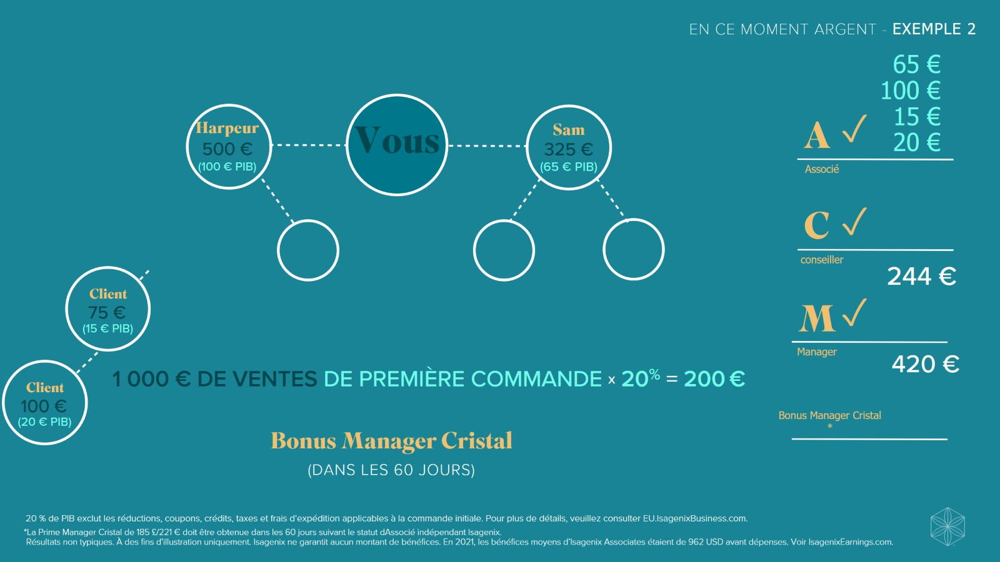 EN CE MOMENT ARGENT - EXEMPLE 2
65 €
100 €
15 €
20 €
A ✓
Associé
Harpeur
500 €
(100 € PIB)
Vous
Sam
325 €
(65 € PIB)
C ✓
conseiller
244 €
Client
75 €
(15 € PIB)
M ✓
Manager
420 €
Client
100 €
(20 € PIB)
1 000 € DE VENTES DE PREMIÈRE COMMANDE x 20% = 200 €
Bonus Manager Cristal
*
Bonus Manager Cristal
(DANS LES 60 JOURS)
20 % de PIB exclut les réductions, coupons, crédits, taxes et frais d'expédition applicables à la commande initiale. Pour plus de détails, veuillez consulter EU.IsagenixBusiness.com.
*La Prime Manager Cristal de 185 £/221 € doit être obtenue dans les 60 jours suivant le statut dAssocié indépendant Isagenix.
Résultats non typiques. À des fins d'illustration uniquement. Isagenix ne garantit aucun montant de bénéfices. En 2021, les bénéfices moyens d'Isagenix Associates étaient de 962 USD avant dépenses. Voir IsagenixEarnings.com.